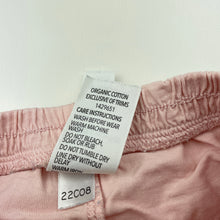 ORGANIC COTTON
EXCLUSIVE OF TRIMS
1429651
CARE INSTRUCTIONS
WASH BEFORE WEAR
WARM MACHINE
WASH
DO NOT BLEACH,
SOAK OR RUB
DO NOT TUMBLE DRY
LINE DRY WITHOUT
DELAY
WARM IRON
22C08